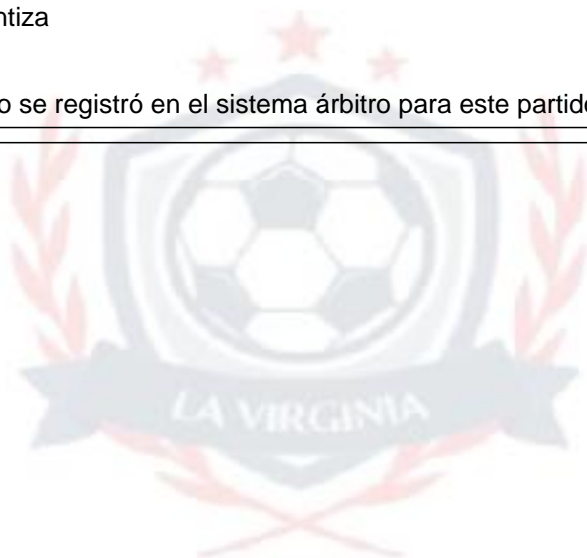 ntiza
o se registró en el sistema árbitro para este partid
LA VIRGINIA